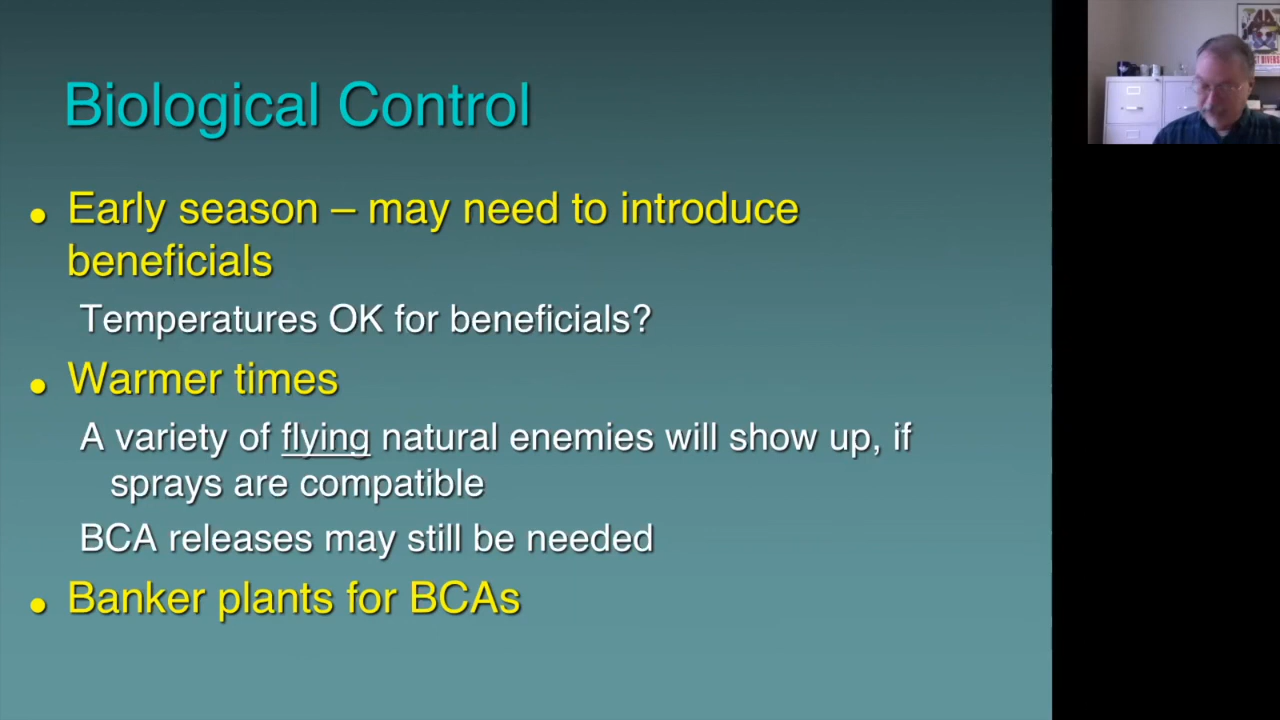 Biological Control
• Early season – may need to introduce
beneficials
Temperatures OK for beneficials?
• Warmer times
A variety of flying natural enemies will show up, if
sprays are compatible
BCA releases may still be needed
• Banker plants for BCAs